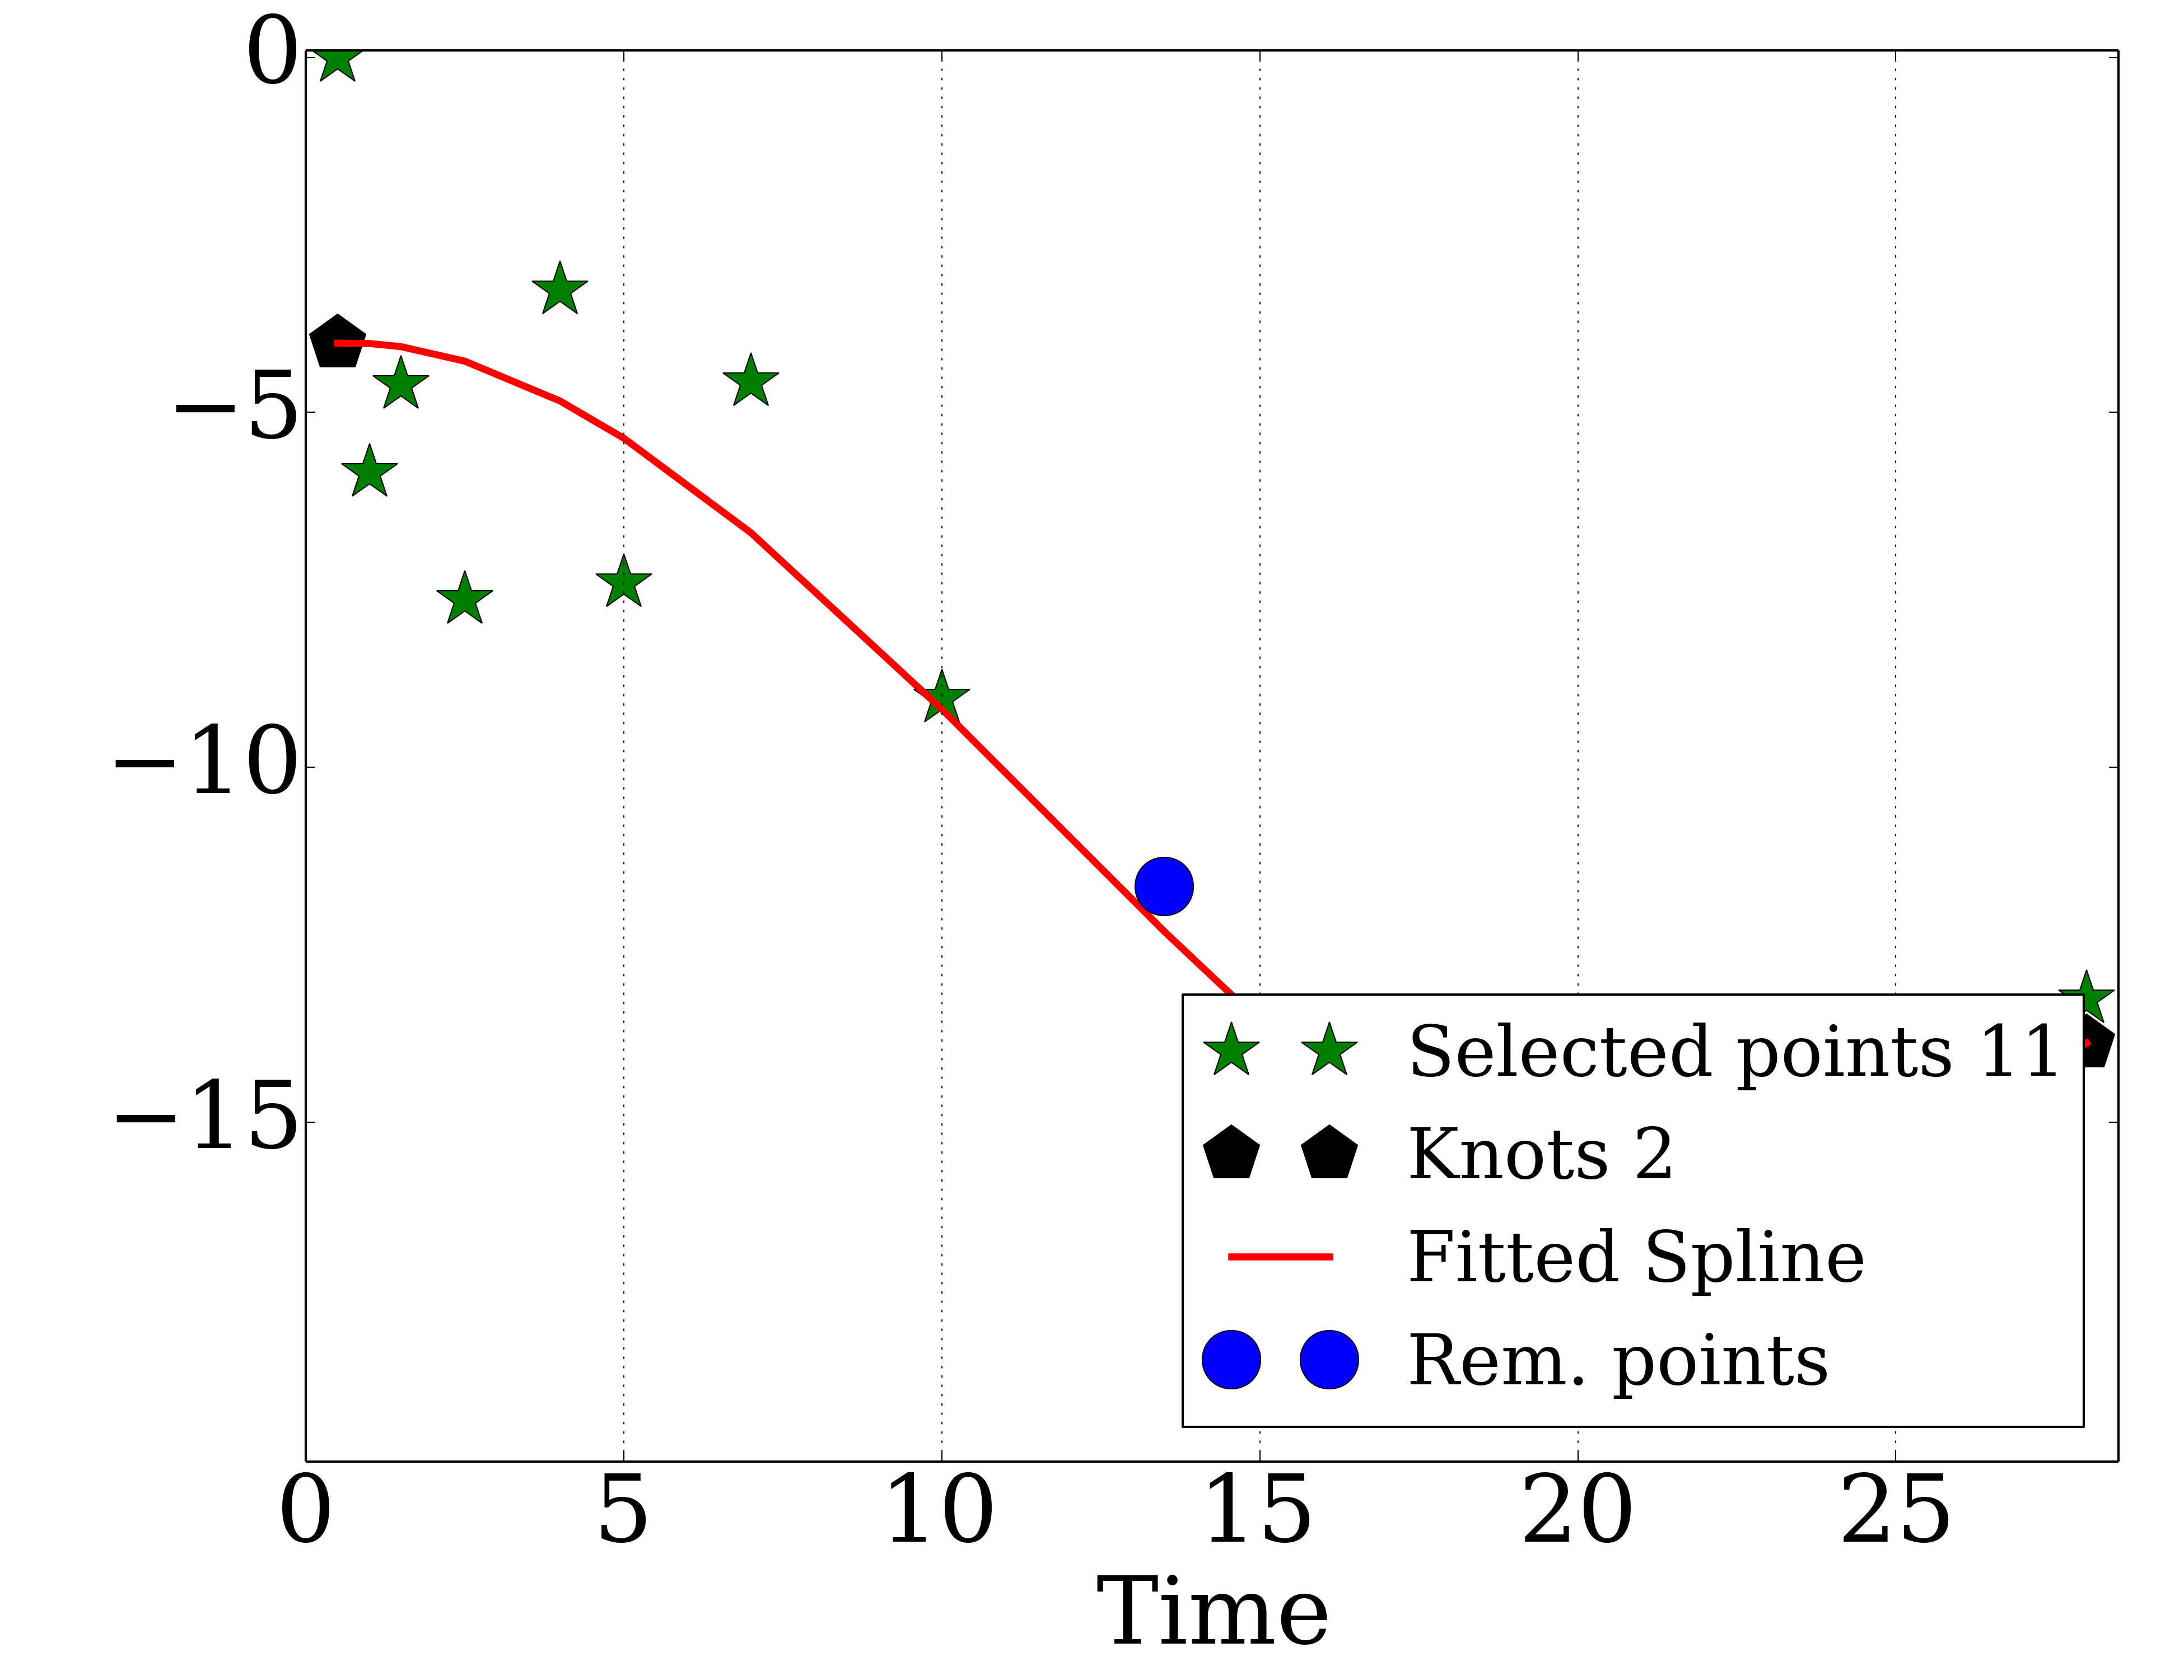 0
−5
−10
−15
0 5 10 15 20 25
Time
Selected points 11
Knots 2
Fitted Spline
Rem. points